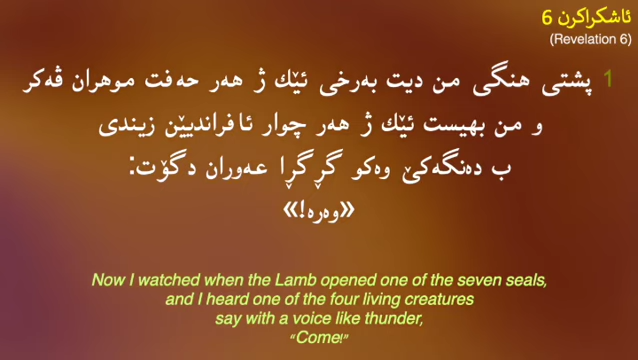 ئاشکراکرن 6
(Revelation 6)
1 پشتی هنگی من دیت بەرخی ئێك ژ هەر حەفت موهران ڤەکر
و من بهیست ئێك ژ هەر چوار ئافراندیێن زیندی
ب دەنگەکێ وەکو گڕگڕا عەوران دگۆت:
«وەرە!»
Now I watched when the Lamb opened one of the seven seals,
and I heard one of the four living creatures
say with a voice like thunder,
“Come!”